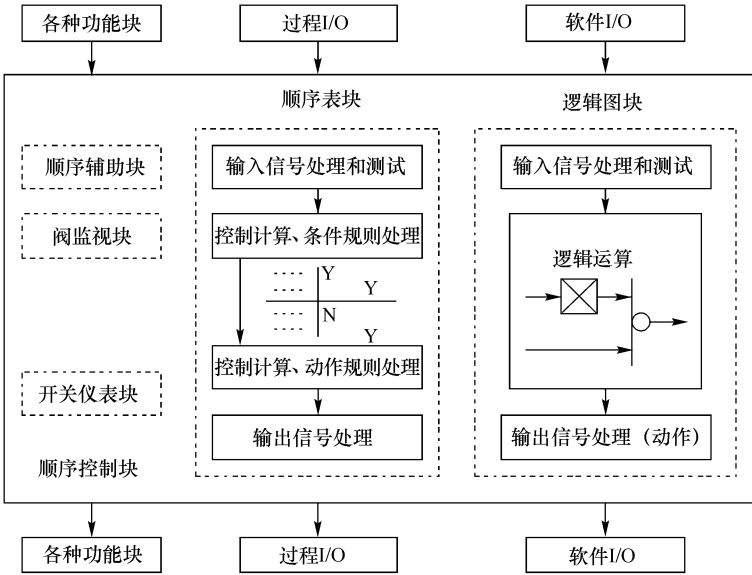 各种功能块
过程I/O
软件I/O
顺序表块
逻辑图块
顺序辅助块
输入信号处理和测试
输入信号处理和测试
阀监视块
控制计算、条件规则处理
逻辑运算
Y
Y
N
Y
控制计算、动作规则处理
开关仪表块
输出信号处理
输出信号处理（动作）
顺序控制块
各种功能块
过程I/O
软件I/O